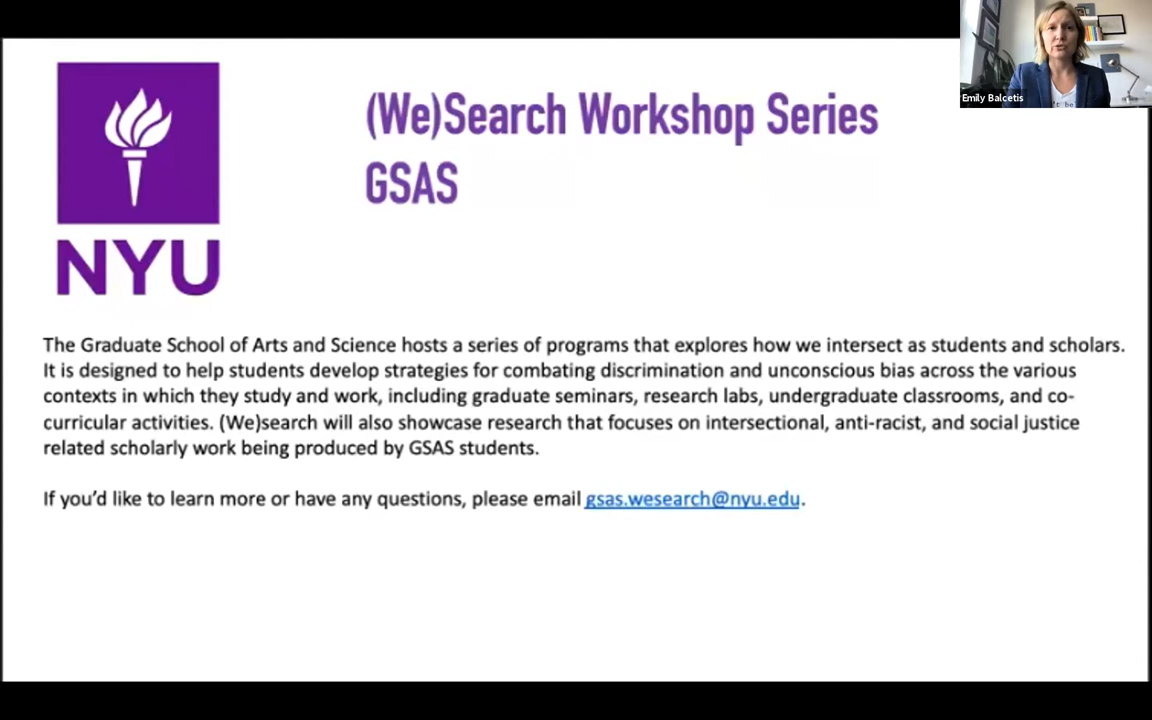 (We)Search Workshop Series
GSAS
NYU
Emily Balcetis
The Graduate School of Arts and Science hosts a series of programs that explores how we intersect as students and scholars.
It is designed to help students develop strategies for combating discrimination and unconscious bias across the various
contexts in which they study and work, including graduate seminars, research labs, undergraduate classrooms, and co-
curricular activities. (We)search will also showcase research that focuses on intersectional, anti-racist, and social justice
related scholarly work being produced by GSAS students.
If you’d like to learn more or have any questions, please email gsas.wesearch@nyu.edu.